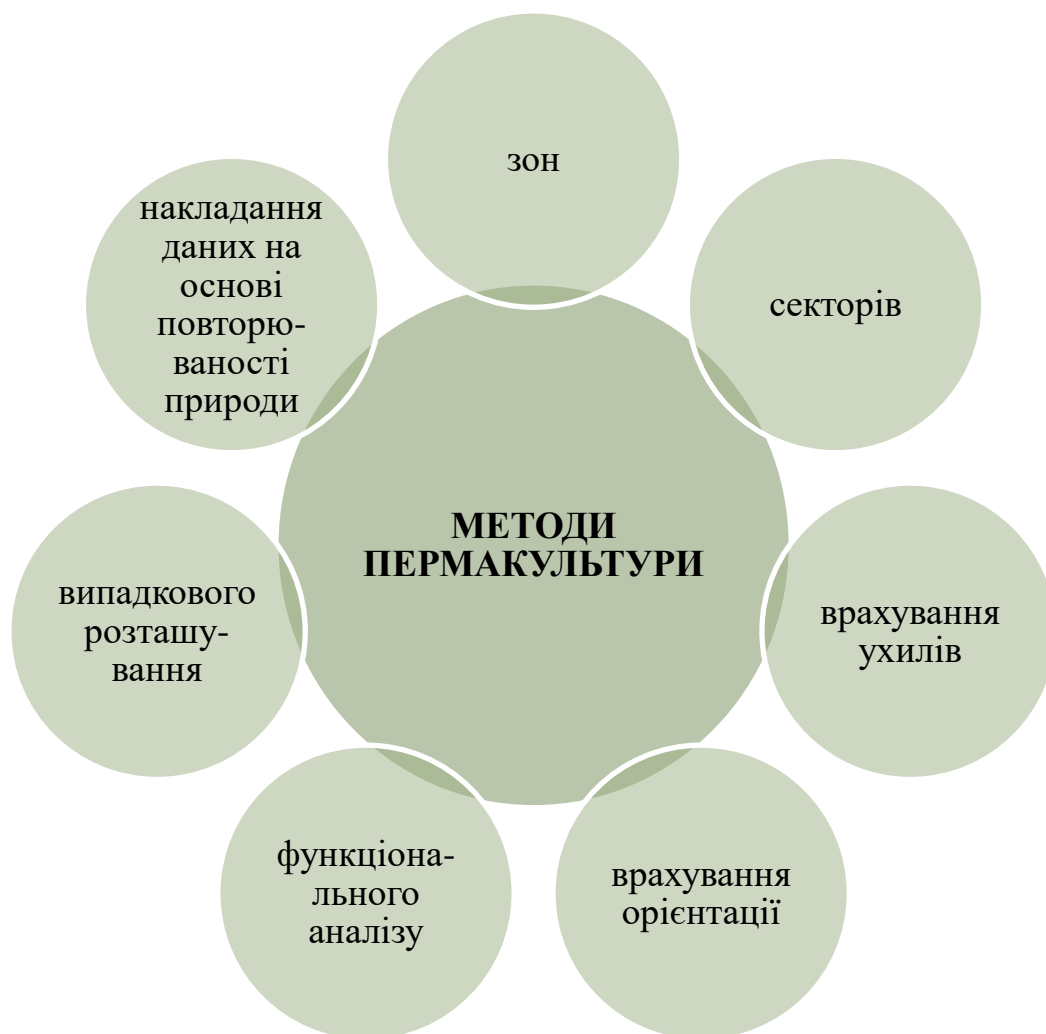 зон
секторів
врахування
ухилів
врахування
орієнтації
функціона-
льного
аналізу
випадкового
розташу-
вання
накладання
даних на
основі
повторю-
ваності
природи
МЕТОДИ
ПЕРМАКУЛЬТУРИ